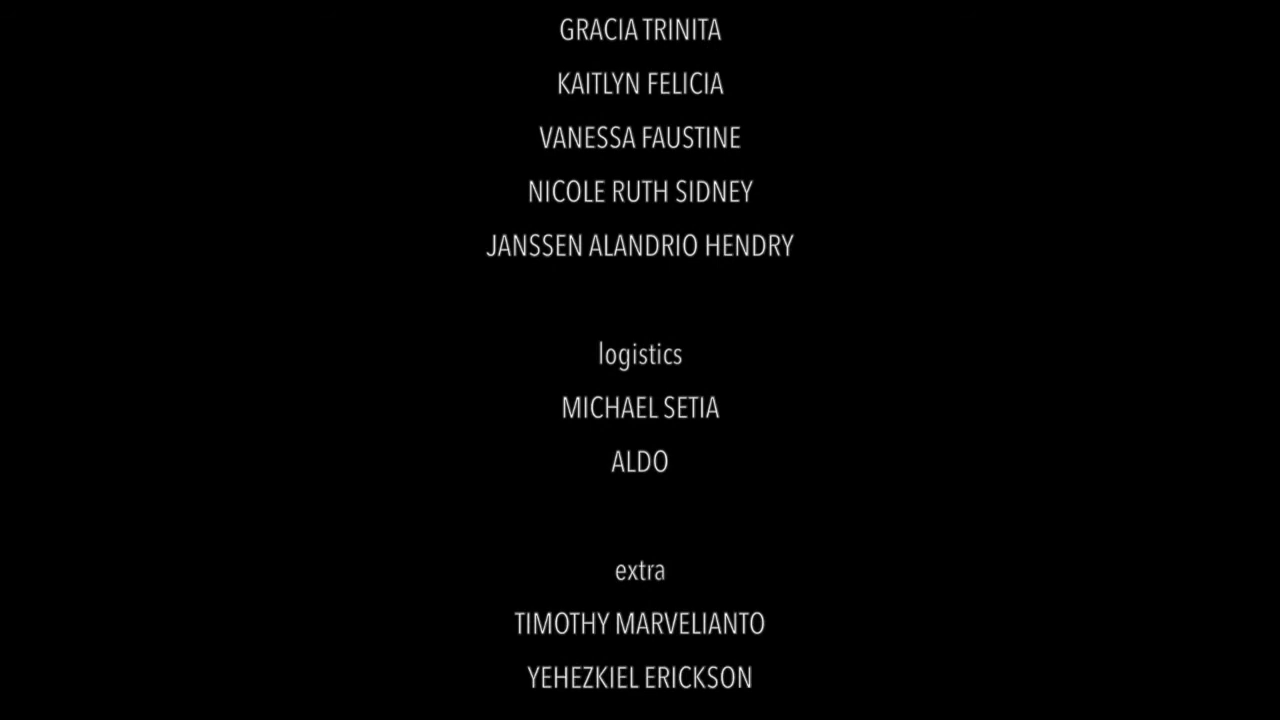 GRACIA TRINITA
KAITLYN FELICIA
VANESSA FAUSTINE
NICOLE RUTH SIDNEY
JANSSEN ALANDRIO HENDRY
logistics
MICHAEL SETIA
ALDO
extra
TIMOTHY MARVELIANTO
YEHEZKIEL ERICKSON